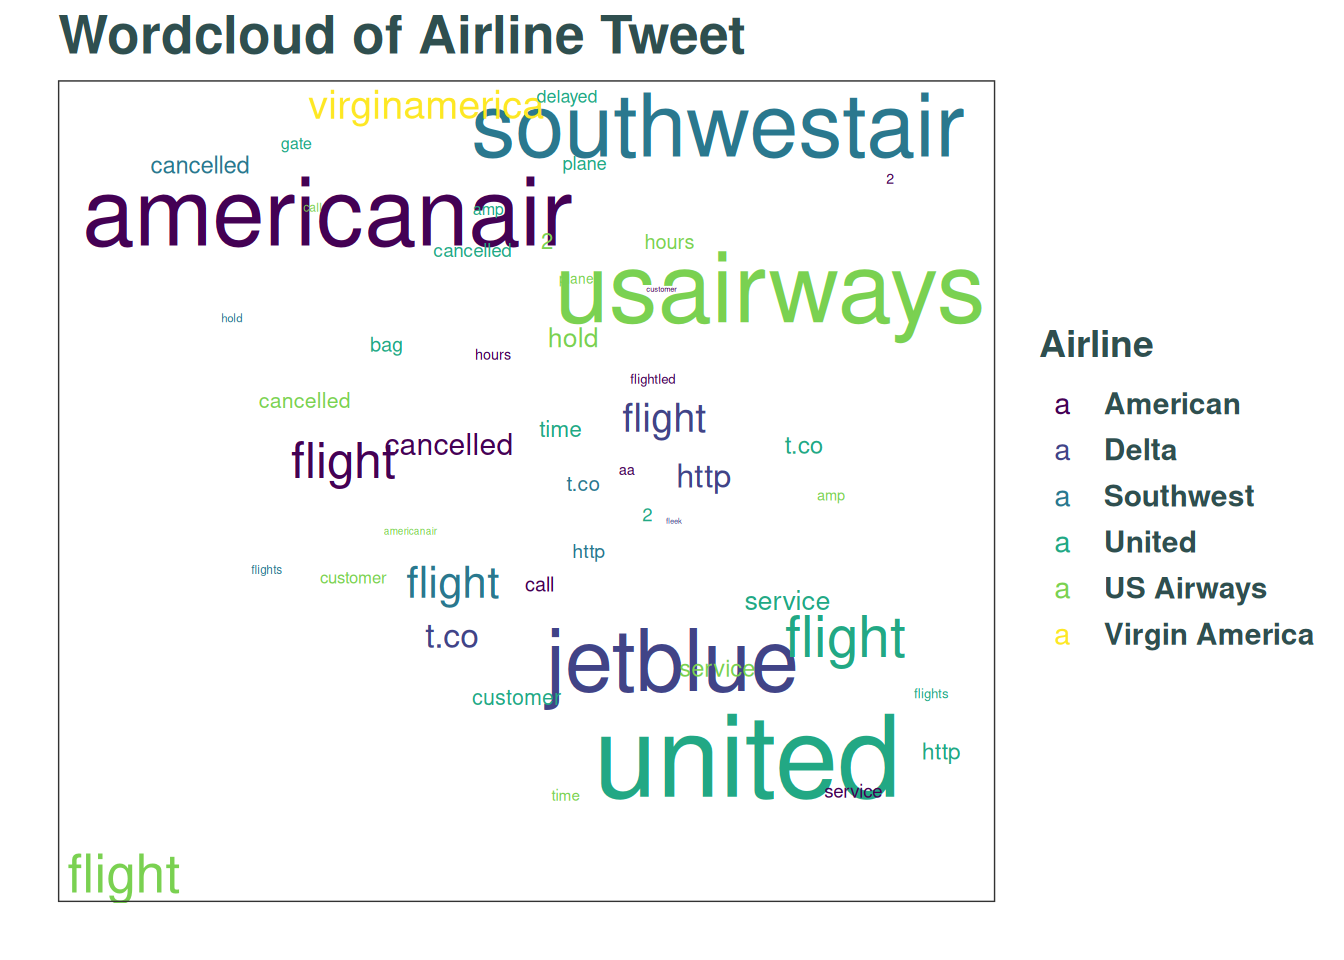 Wordcloud of Airline Tweet
virginamerica
delayed
southwestair
gate
cancelled
plane
2
americanair
call
amp
cancelled
2
hours
usairways
plane
customer
hold
hold
bag
hours
flightled
cancelled
flight
time
cancelled
flight
t.co
aa
http
t.co
amp
2
fleek
americanair
http
flights
customer
flight
call
service
t.co
flight
jetblue
service
customer
flights
united
http
service
time
flight
Airline
a American
a Delta
a Southwest
a United
a US Airways
a Virgin America